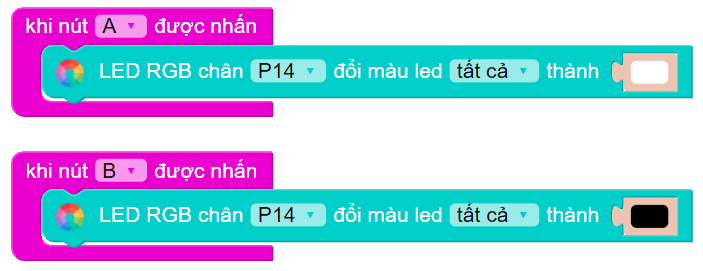 khi nút A được nhấn
LED RGB chân P14 đổi màu led tất cả thành
khi nút B được nhấn
LED RGB chân P14 đổi màu led tất cả thành